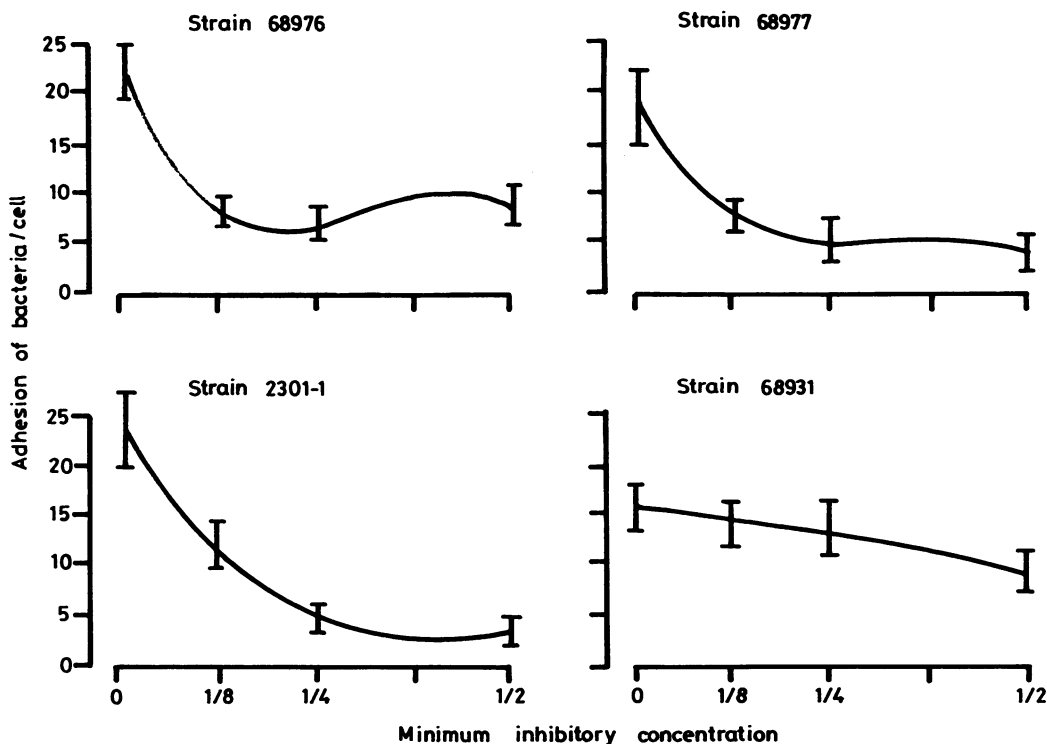 Strain 68976
Strain 68977
25
20
15
10
5
0
Strain 2301-1
Strain 68931
25
20
15
10
5
0
Adhesion of bacteria/cell
0 1/8 1/4 1/2
0 1/8 1/4 1/2
Minimum inhibitory concentration